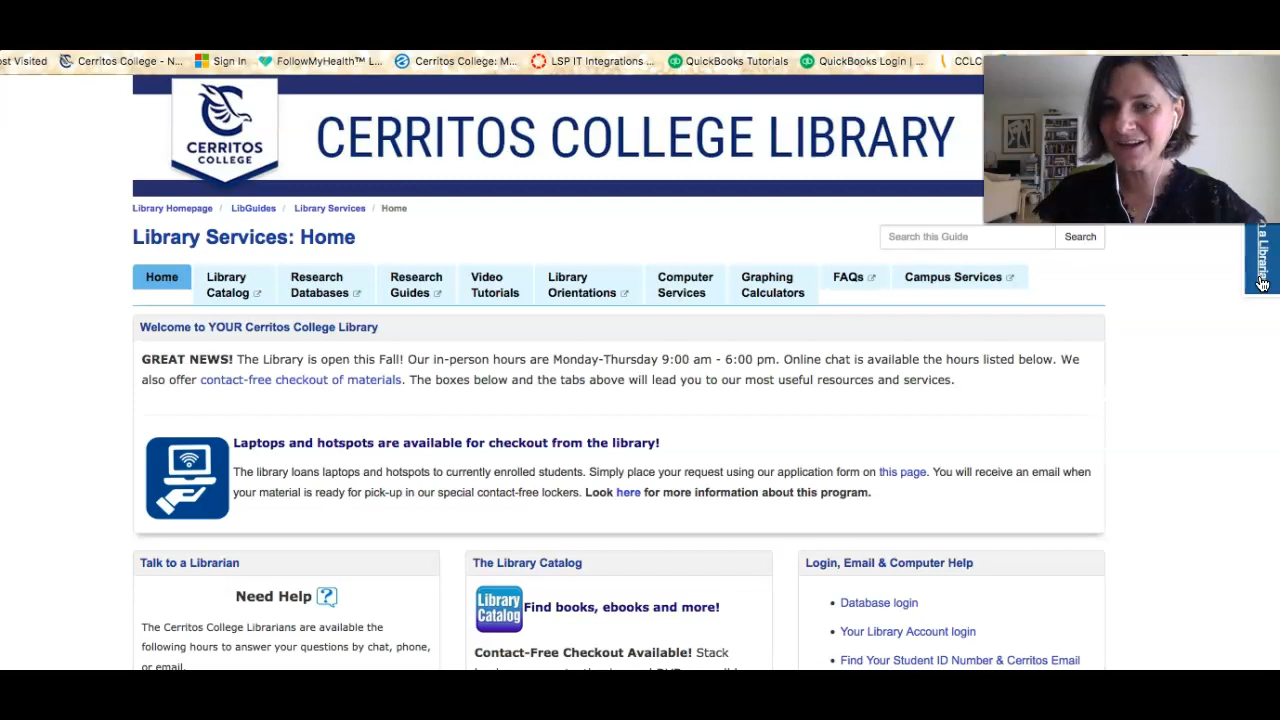 ost Visited Cerritos College - N... Sign In FollowMyHealth™ L... Cerritos College: M... LSP IT Integrations ... QuickBooks Tutorials QuickBooks Login | ... CCLC
CERRITOS
COLLEGE
CERRITOS COLLEGE LIBRARY
Library Homepage / LibGuides / Library Services / Home
Library Services: Home
Search this Guide Search
a Librarian
Home Library Catalog Research Databases Research Guides Video Tutorials Library Orientations Computer Services Graphing Calculators FAQs Campus Services
Welcome to YOUR Cerritos College Library
GREAT NEWS! The Library is open this Fall! Our in-person hours are Monday-Thursday 9:00 am - 6:00 pm. Online chat is available the hours listed below. We
also offer contact-free checkout of materials. The boxes below and the tabs above will lead you to our most useful resources and services.
Laptops and hotspots are available for checkout from the library!
The library loans laptops and hotspots to currently enrolled students. Simply place your request using our application form on this page. You will receive an email when
your material is ready for pick-up in our special contact-free lockers. Look here for more information about this program.
Talk to a Librarian
Need Help
The Cerritos College Librarians are available the
following hours to answer your questions by chat, phone,
or email.
The Library Catalog
Library
Catalog
Find books, ebooks and more!
Contact-Free Checkout Available! Stack
Login, Email & Computer Help
• Database login
• Your Library Account login
• Find Your Student ID Number & Cerritos Email